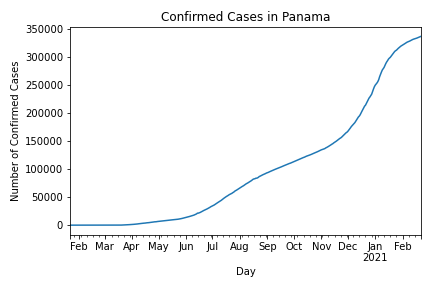 Confirmed Cases in Panama
Number of Confirmed Cases
350000
300000
250000
200000
150000
100000
50000
0
Feb Mar Apr May Jun Jul Aug Sep Oct Nov Dec Jan Feb
2021
Day